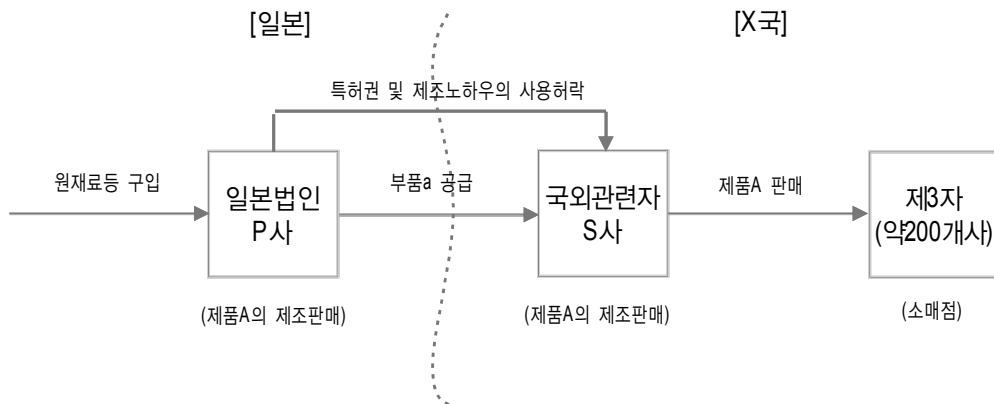 [일본]
[X국]
특허권 및 제조노하우의 사용허락
원재료등 구입
일본법인
P사
부품a 공급
국외관련자
S사
제품A 판매
제3자
(약200개사)
(제품A의 제조판매)
(제품A의 제조판매)
(소매점)